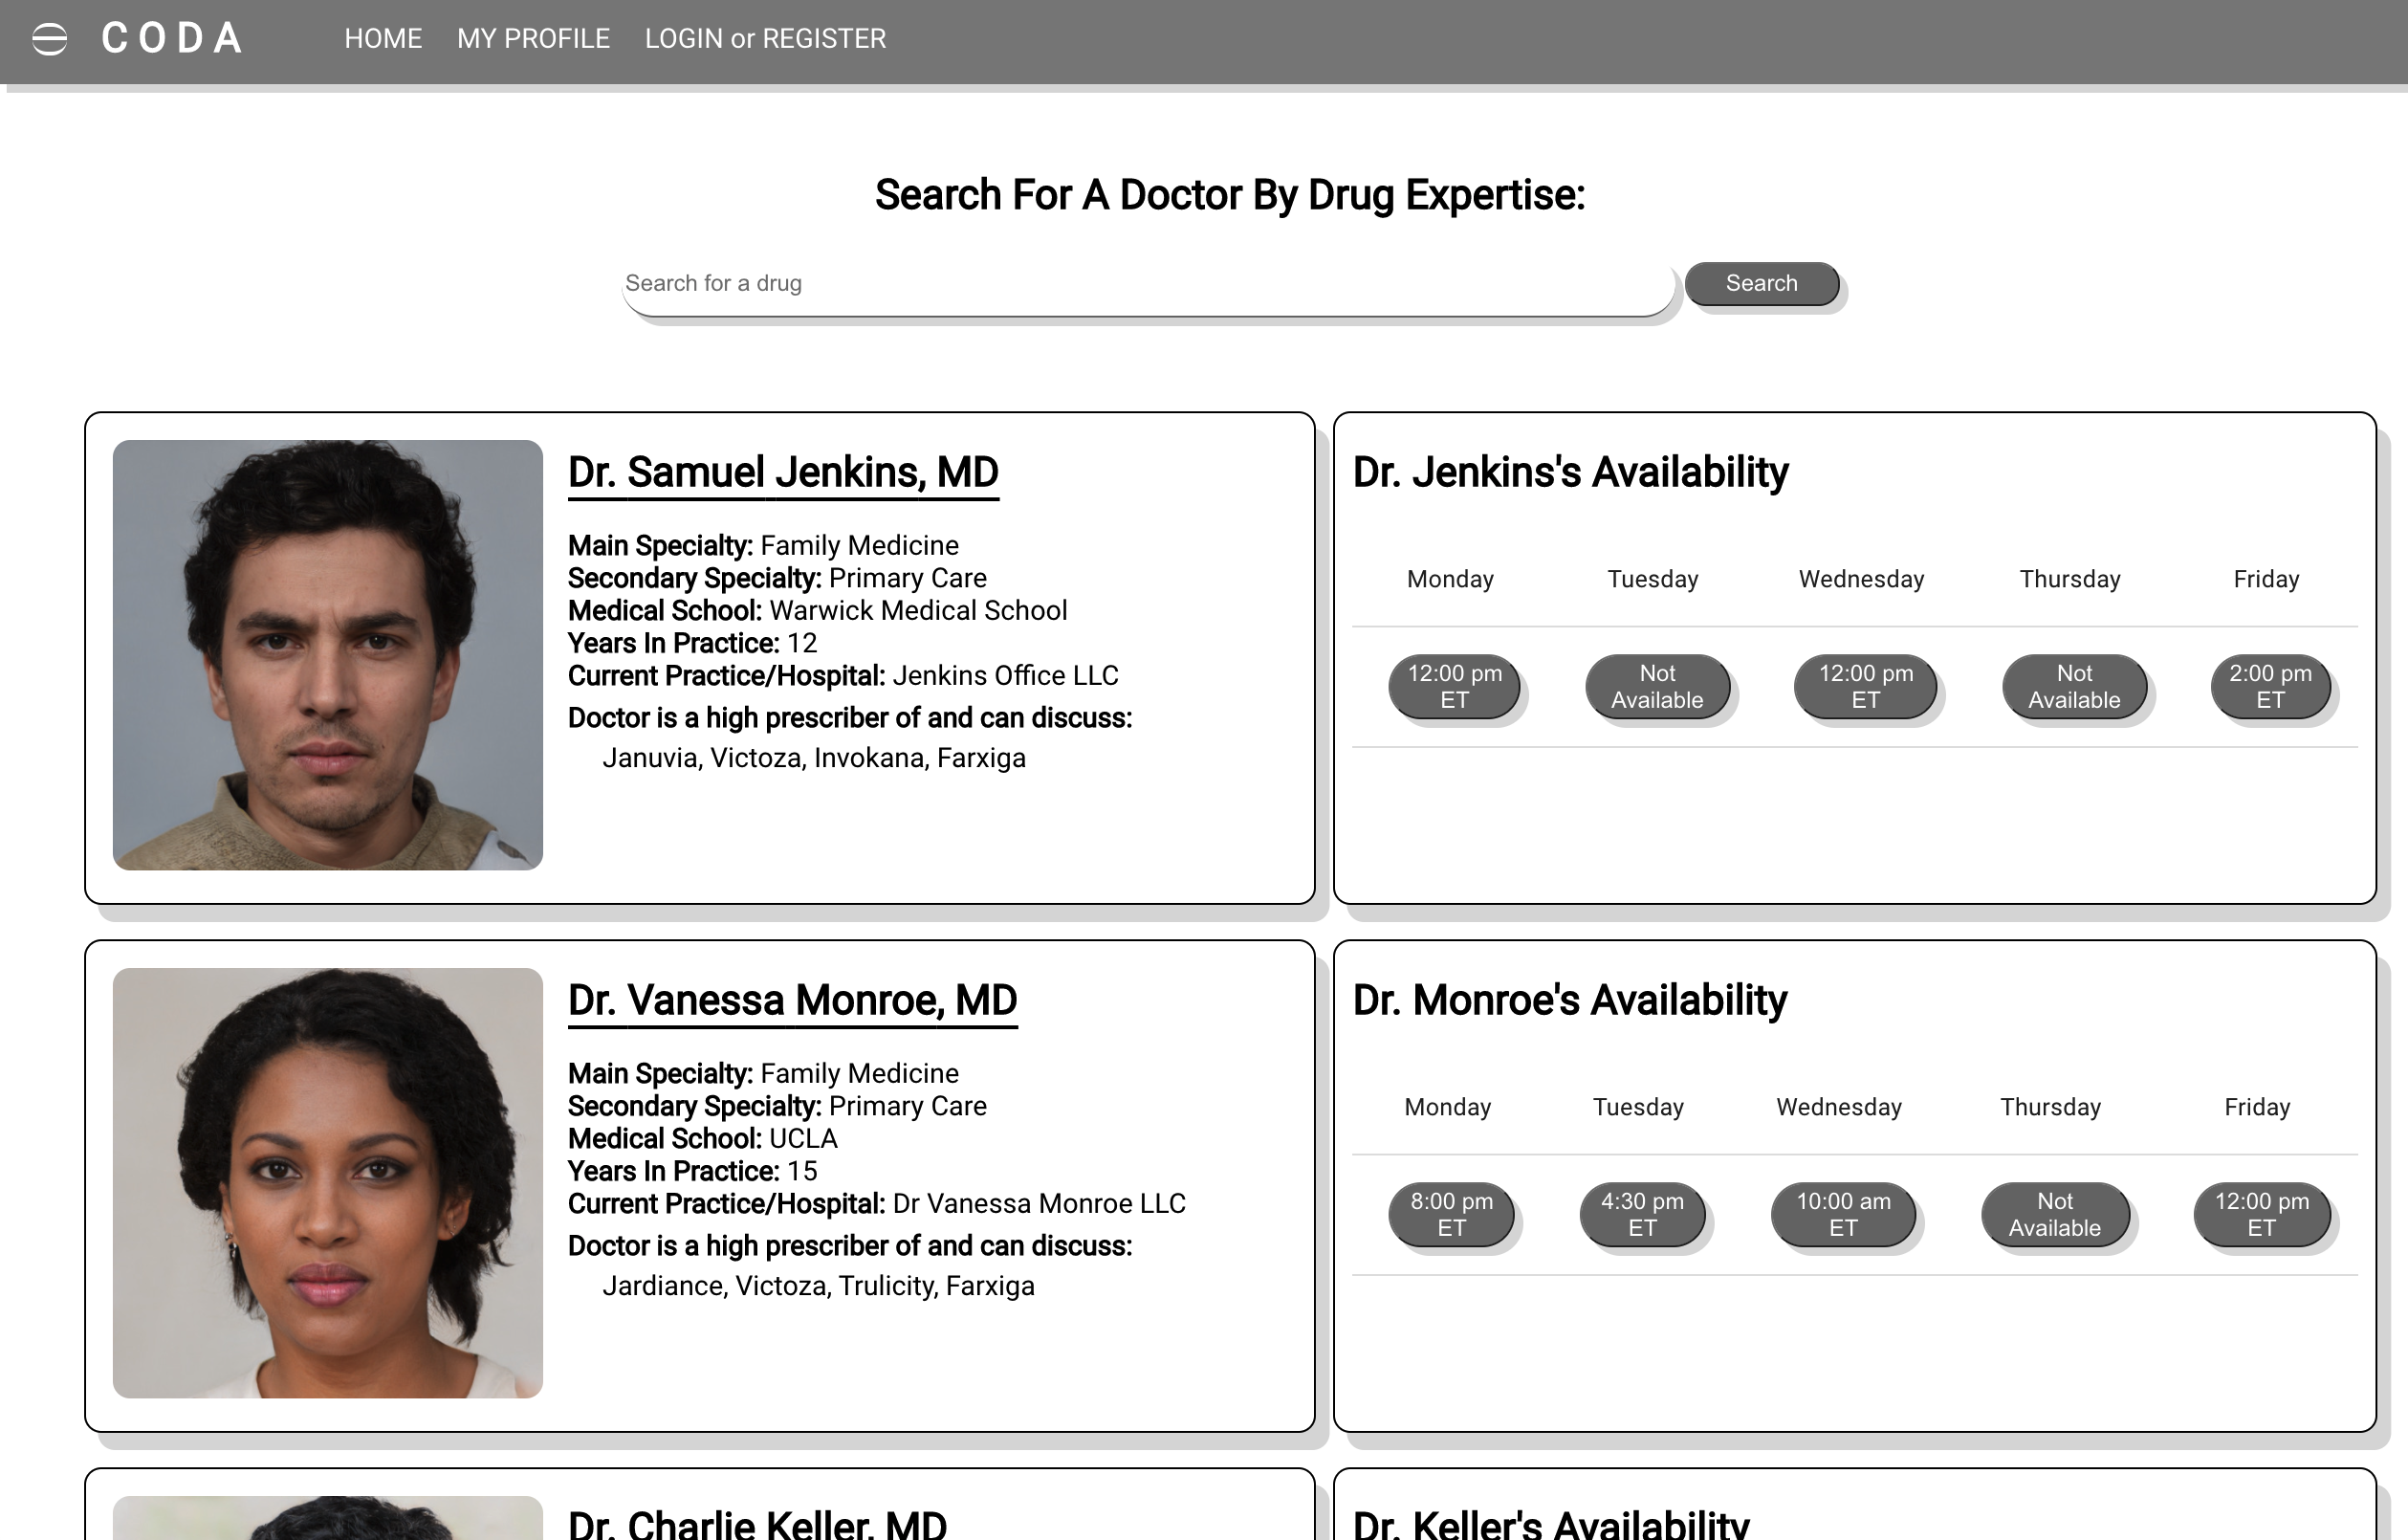 CODA HOME MY PROFILE LOGIN or REGISTER
Search For A Doctor By Drug Expertise:
Search for a drug Search
Dr. Samuel Jenkins, MD
Main Specialty: Family Medicine
Secondary Specialty: Primary Care
Medical School: Warwick Medical School
Years In Practice: 12
Current Practice/Hospital: Jenkins Office LLC
Doctor is a high prescriber of and can discuss:
Januvia, Victoza, Invokana, Farxiga
Dr. Jenkins's Availability
Monday Tuesday Wednesday Thursday Friday
12:00 pm Not 12:00 pm Not 2:00 pm
ET Available ET Available ET
Dr. Vanessa Monroe, MD
Main Specialty: Family Medicine
Secondary Specialty: Primary Care
Medical School: UCLA
Years In Practice: 15
Current Practice/Hospital: Dr Vanessa Monroe LLC
Doctor is a high prescriber of and can discuss:
Jardiance, Victoza, Trulicity, Farxiga
Dr. Monroe's Availability
Monday Tuesday Wednesday Thursday Friday
8:00 pm 4:30 pm 10:00 am Not 12:00 pm
ET ET ET Available ET
Dr. Charlie Keller, MD
Dr. Keller's Availability